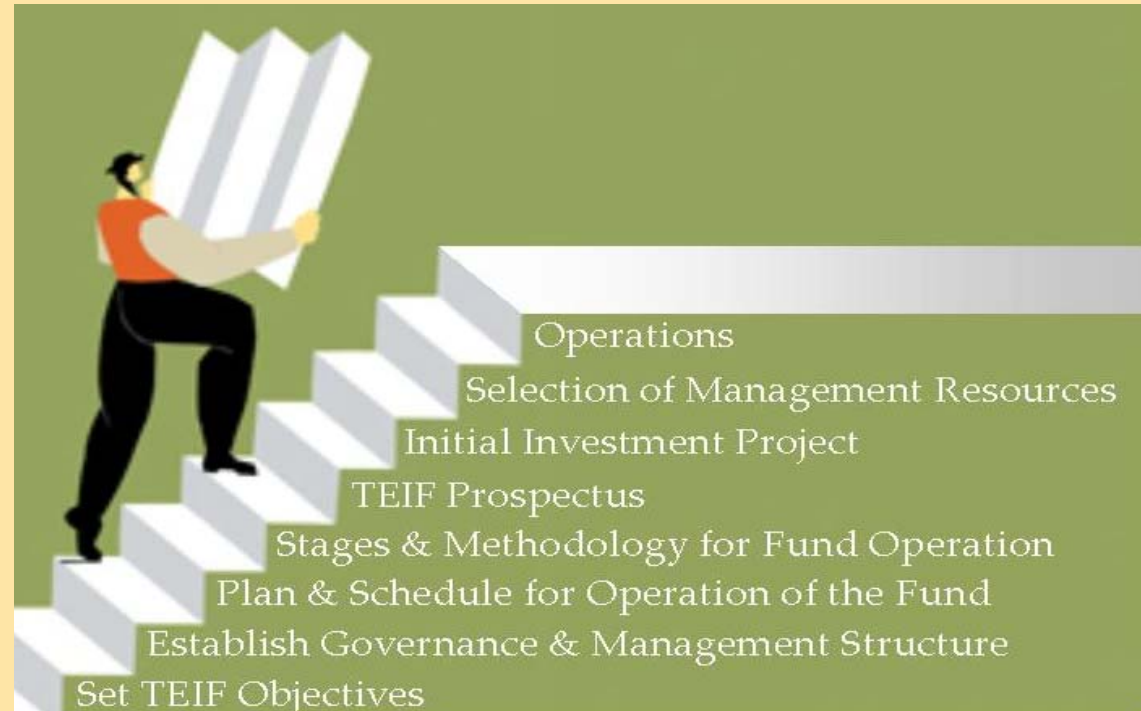 Operations
Selection of Management Resources
Initial Investment Project
TEIF Prospectus
Stages & Methodology for Fund Operation
Plan & Schedule for Operation of the Fund
Establish Governance & Management Structure
Set TEIF Objectives